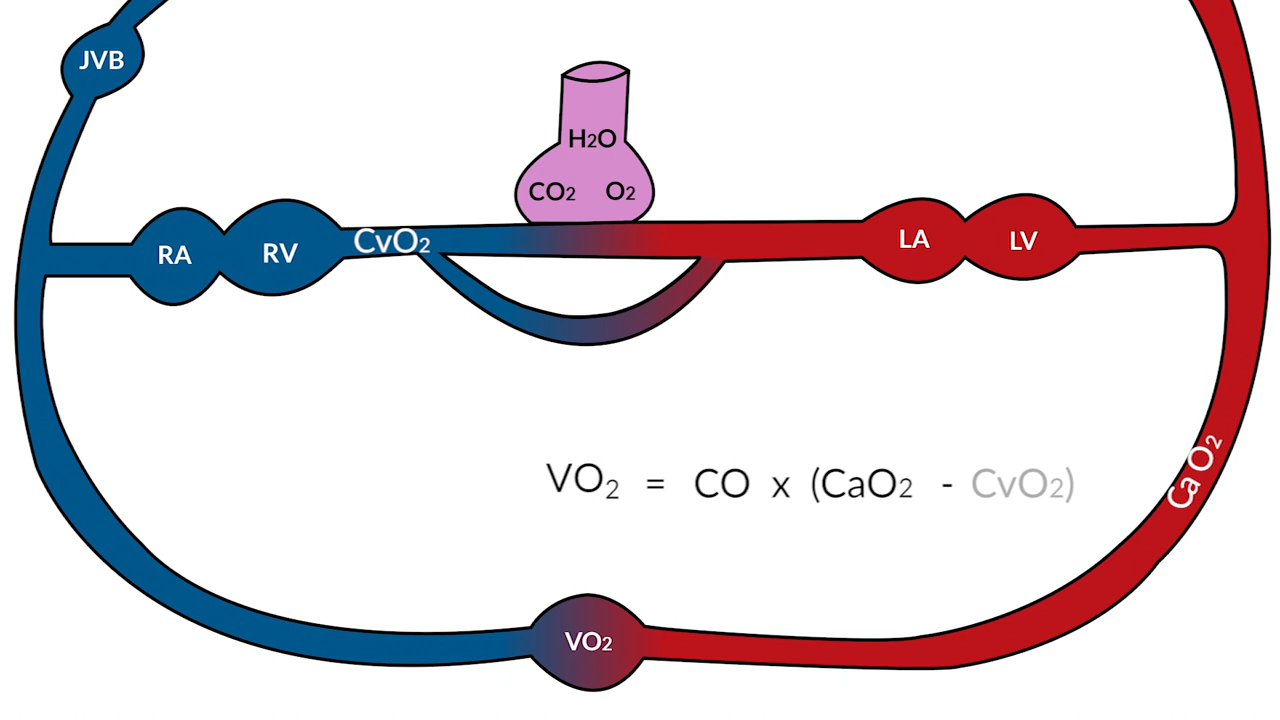 JVB
H2O
CO2 O2
RA
RV
CvO2
LA
LV
CaO2
VO2 = CO x (CaO2 - CvO2)
VO2